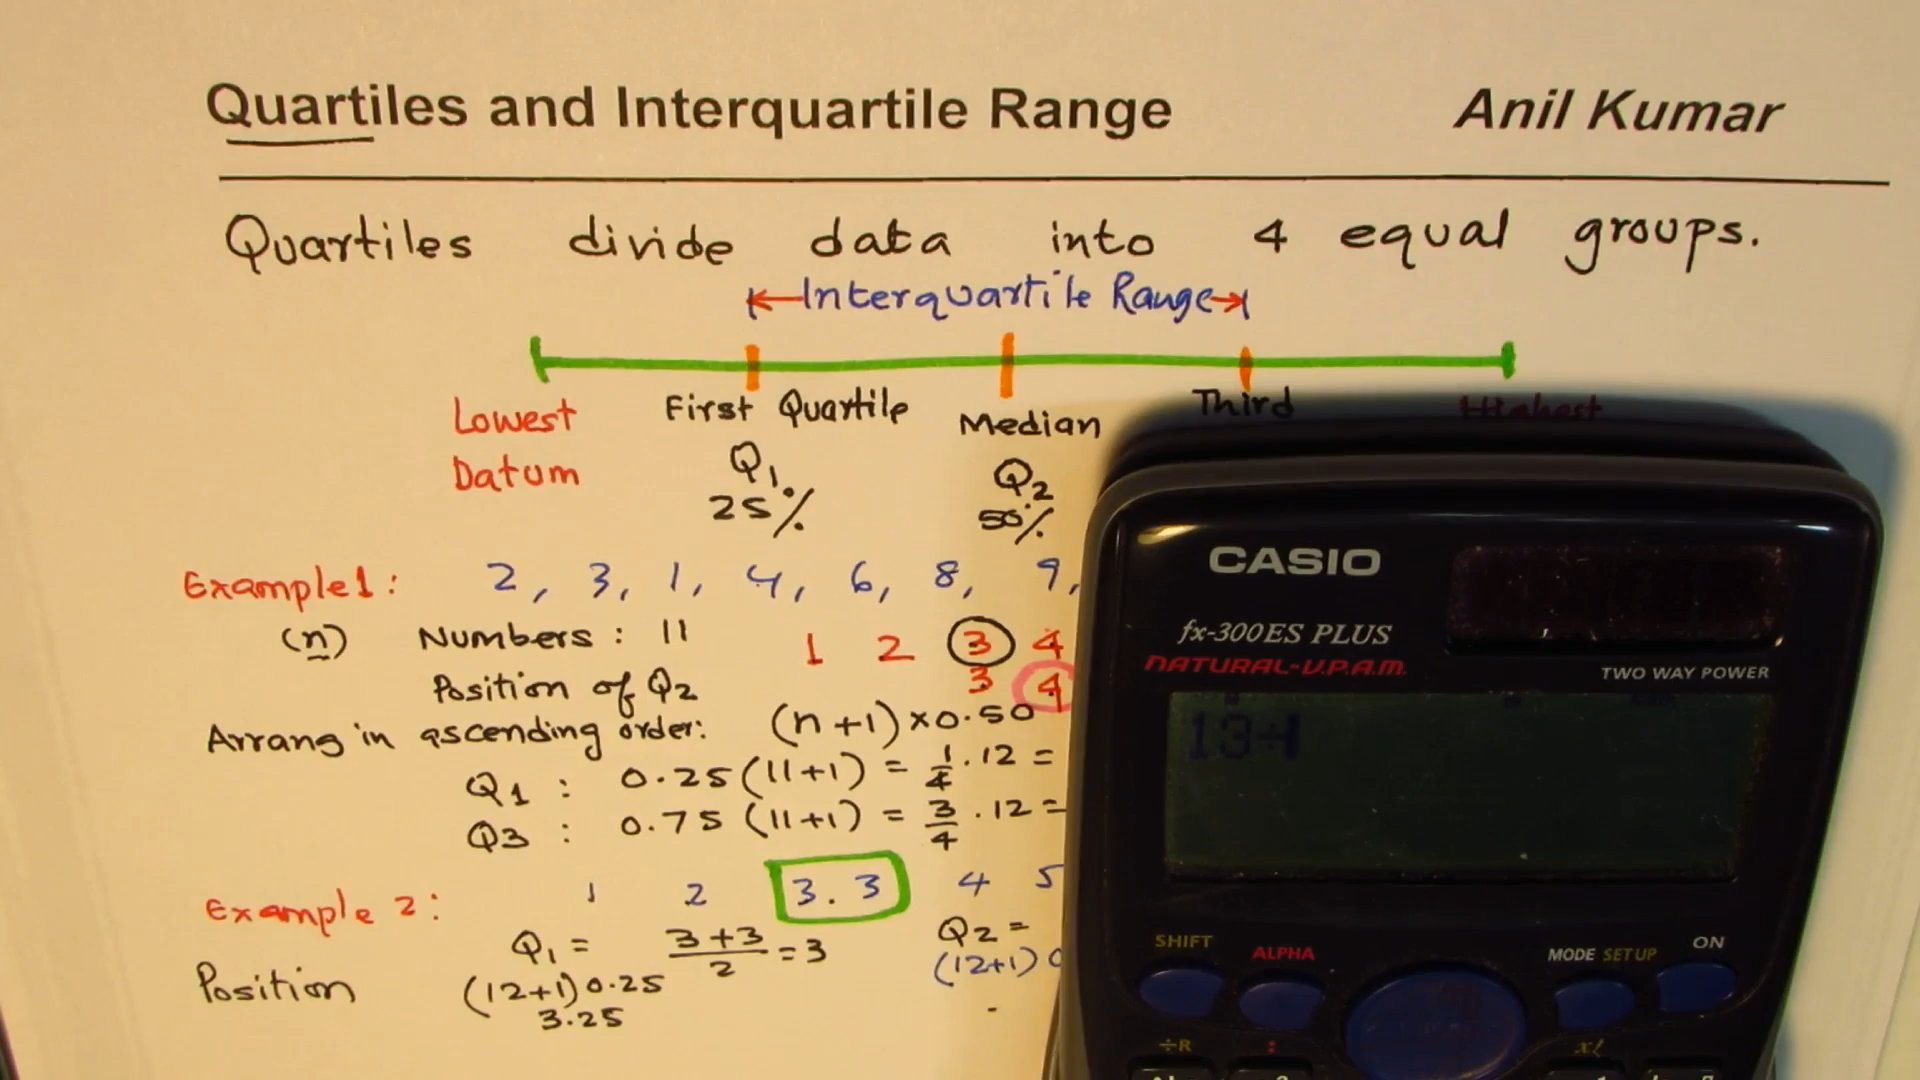 Quartiles and Interquartile Range Anil Kumar
Quartiles divide data into 4 equal groups.
Interquartile Range
Lowest Datum
First Quartile
Q1
25%
Median
Q2
50%
Third
Highest
Example 1: 2, 3, 1, 4, 6, 8, 9,
(n) Numbers : 11 1 2 3 4
Position of Q2 3 4
Arrang in ascending order: (n+1)×0.50
Q1 : 0.25(11+1) = 1/4 . 12 =
Q3 : 0.75(11+1) = 3/4 . 12 =
Example 2: 1 2 3. 3 4 5
Q1 = 3+3/2 = 3 Q2 =
Position (12+1)0.25 (12+1) 0
3.25
CASIO
fx-300ES PLUS
NATURAL-V.P.A.M.
TWO WAY POWER
13÷
SHIFT ALPHA MODE SETUP ON
÷R : x!